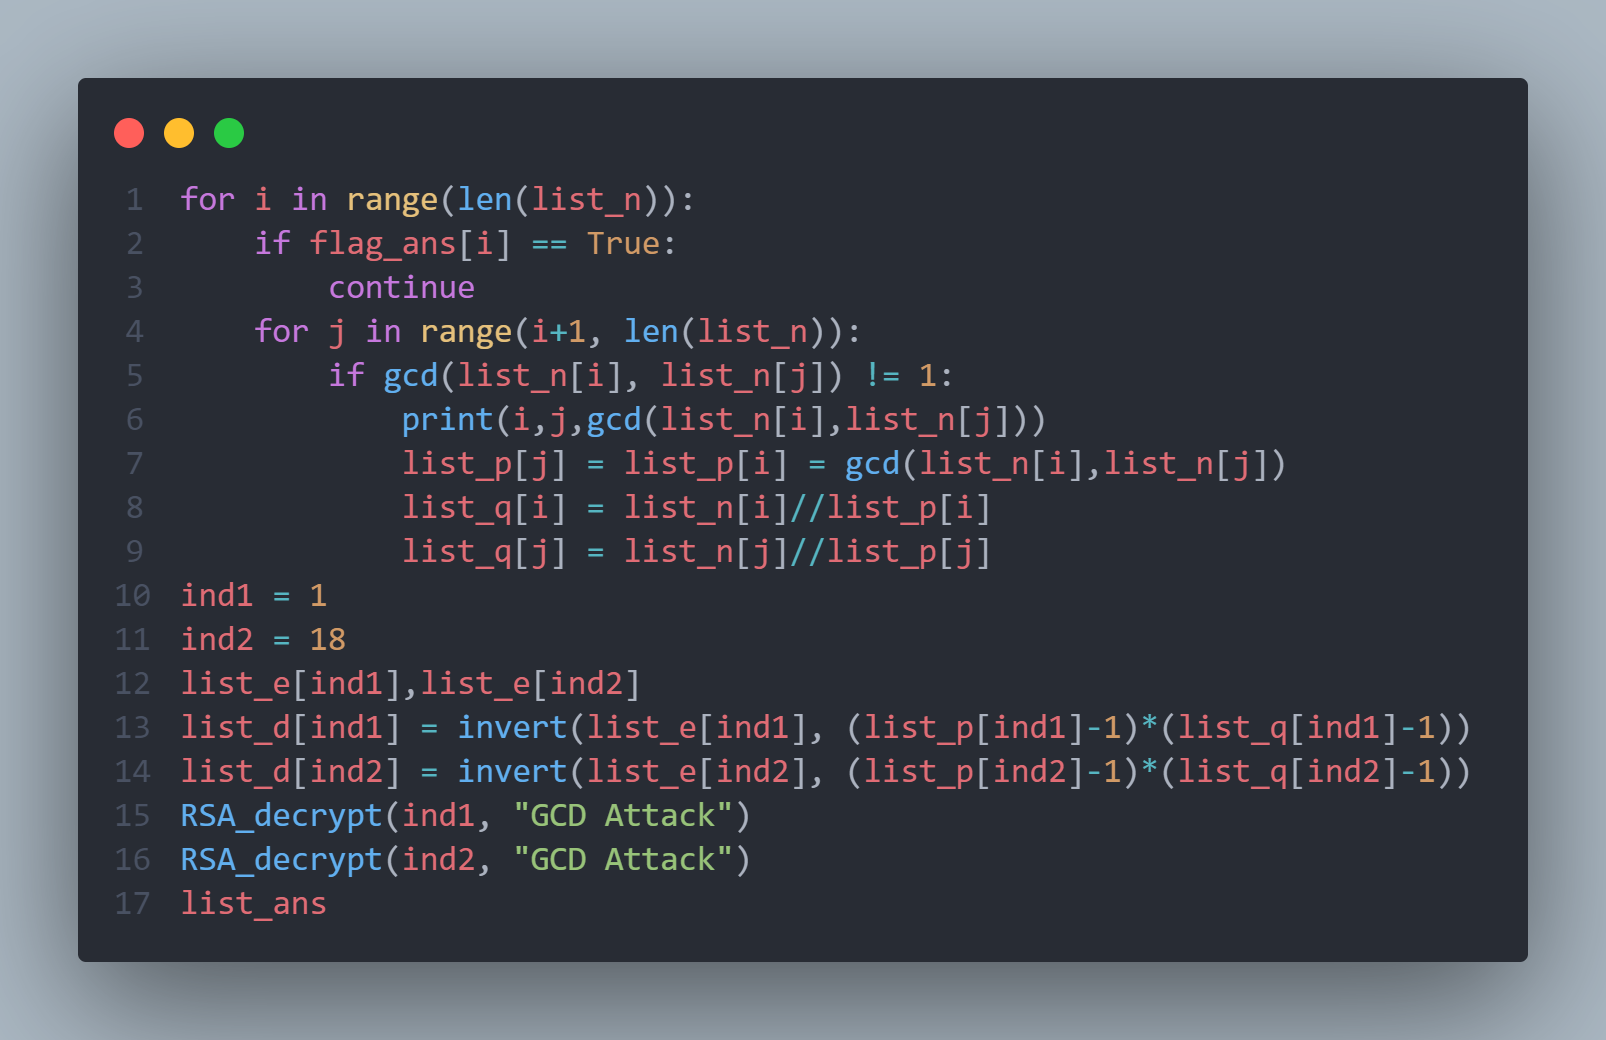 1 for i in range(len(list_n)):
2     if flag_ans[i] == True:
3         continue
4     for j in range(i+1, len(list_n)):
5         if gcd(list_n[i], list_n[j]) != 1:
6             print(i,j,gcd(list_n[i],list_n[j]))
7             list_p[j] = list_p[i] = gcd(list_n[i],list_n[j])
8             list_q[i] = list_n[i]//list_p[i]
9             list_q[j] = list_n[j]//list_p[j]
10 ind1 = 1
11 ind2 = 18
12 list_e[ind1],list_e[ind2]
13 list_d[ind1] = invert(list_e[ind1], (list_p[ind1]-1)*(list_q[ind1]-1))
14 list_d[ind2] = invert(list_e[ind2], (list_p[ind2]-1)*(list_q[ind2]-1))
15 RSA_decrypt(ind1, "GCD Attack")
16 RSA_decrypt(ind2, "GCD Attack")
17 list_ans